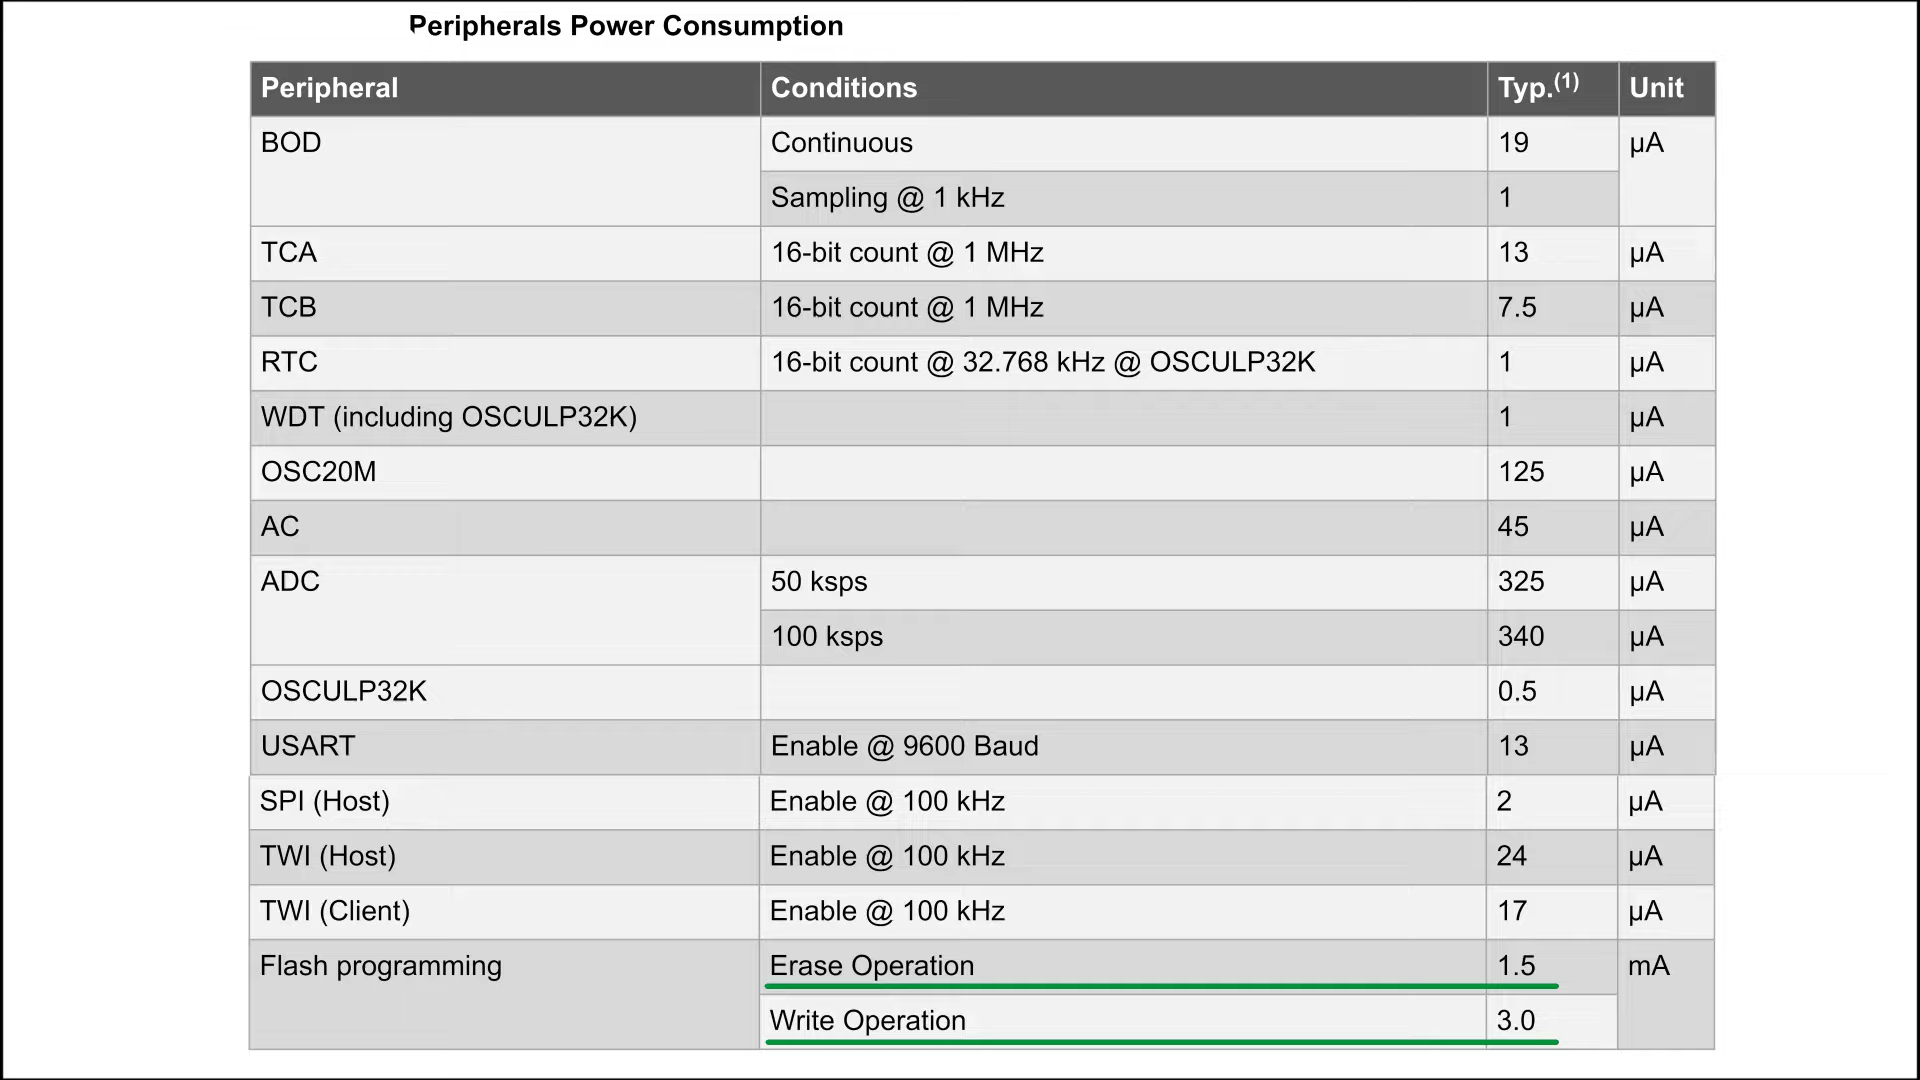 Peripherals Power Consumption
Peripheral Conditions Typ.(1) Unit
BOD Continuous 19 µA
Sampling @ 1 kHz 1
TCA 16-bit count @ 1 MHz 13 µA
TCB 16-bit count @ 1 MHz 7.5 µA
RTC 16-bit count @ 32.768 kHz @ OSCULP32K 1 µA
WDT (including OSCULP32K) 1 µA
OSC20M 125 µA
AC 45 µA
ADC 50 ksps 325 µA
100 ksps 340 µA
OSCULP32K 0.5 µA
USART Enable @ 9600 Baud 13 µA
SPI (Host) Enable @ 100 kHz 2 µA
TWI (Host) Enable @ 100 kHz 24 µA
TWI (Client) Enable @ 100 kHz 17 µA
Flash programming Erase Operation 1.5 mA
Write Operation 3.0